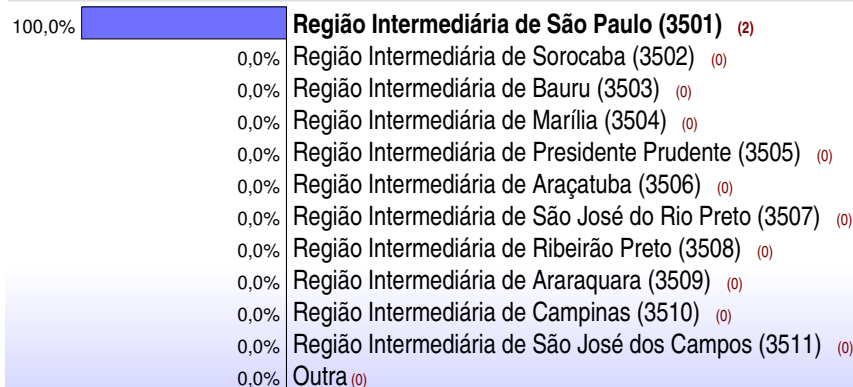 100,0% Região Intermediária de São Paulo (3501) (2)
0,0% Região Intermediária de Sorocaba (3502) (0)
0,0% Região Intermediária de Bauru (3503) (0)
0,0% Região Intermediária de Marília (3504) (0)
0,0% Região Intermediária de Presidente Prudente (3505) (0)
0,0% Região Intermediária de Araçatuba (3506) (0)
0,0% Região Intermediária de São José do Rio Preto (3507) (0)
0,0% Região Intermediária de Ribeirão Preto (3508) (0)
0,0% Região Intermediária de Araraquara (3509) (0)
0,0% Região Intermediária de Campinas (3510) (0)
0,0% Região Intermediária de São José dos Campos (3511) (0)
0,0% Outra (0)